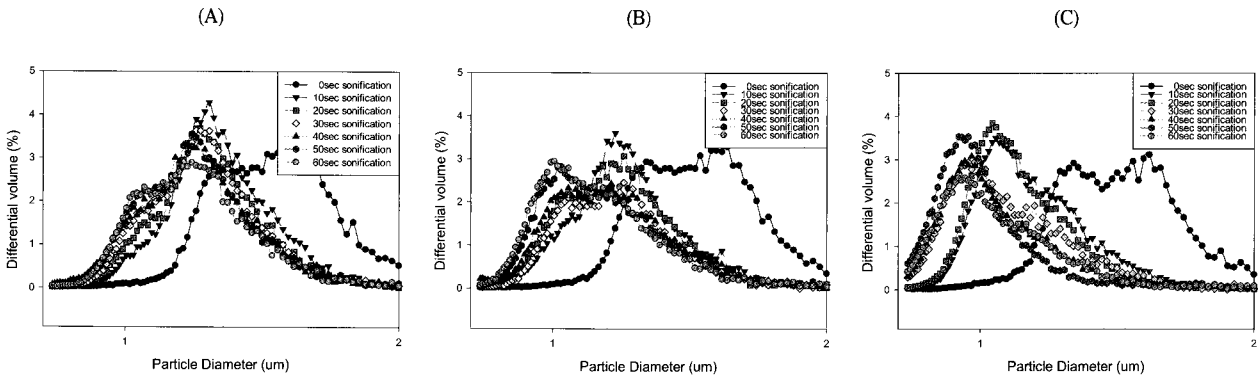 (A)
(B)
(C)
5
4
3
2
1
0
Differential volume (%)
0sec sonification
10sec sonification
20sec sonification
30sec sonification
40sec sonification
50sec sonification
60sec sonification
1
2
Particle Diameter (um)
5
4
3
2
1
0
Differential volume (%)
0sec sonification
10sec sonification
20sec sonification
30sec sonification
40sec sonification
50sec sonification
60sec sonification
1
2
Particle Diameter (um)
5
4
3
2
1
0
Differential volume (%)
0sec sonification
10sec sonification
20sec sonification
30sec sonification
40sec sonification
50sec sonification
60sec sonification
1
2
Particle Diameter (um)